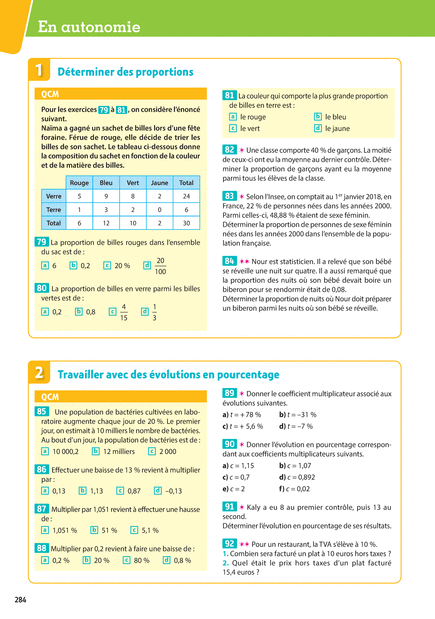 En autonomie
1 Déterminer des proportions
QCM
Pour les exercices 79 à 81, on considère l'énoncé
suivant.
Naïma a gagné un sachet de billes lors d'une fête
foraine. Férue de rugby, elle décide de trier les
billes de son sachet. Le tableau ci-dessous donne
la composition du sachet en fonction de la couleur
et de la matière des billes.
Rouge Bleu Vert Jaune Total
Verre 5 9 8 2 24
Terre 1 3 2 0 6
Total 6 12 10 2 30
79 La proportion de billes rouges dans l'ensemble
du sac est de :
a 6 b 0,2 c 20 % d 20/100
80 La proportion de billes en verre parmi les billes
vertes est de :
a 0,2 b 0,8 c 4/15 d 1/3
81 La couleur qui comporte la plus grande proportion
de billes en terre est :
a le rouge b le bleu
c le vert d le jaune
82 * Une classe comporte 40 % de garçons. La moitié
de ceux-ci ont eu la moyenne au dernier contrôle. Déter-
miner la proportion de garçons ayant eu la moyenne
parmi tous les élèves de la classe.
83 * Selon l'Insee, on comptait au 1er janvier 2018, en
France, 22 % de personnes nées dans les années 2000.
Parmi celles-ci, 48,88 % étaient de sexe féminin.
Déterminer la proportion de personnes de sexe féminin
nées dans les années 2000 dans l'ensemble de la popu-
lation française.
84 ** Nour est statisticien. Il a relevé que son bébé
se réveille une nuit sur quatre. Il a aussi remarqué que
la proportion des nuits où son bébé devait boire un
biberon pour se rendormir était de 0,08.
Déterminer la proportion de nuits où Nour doit préparer
un biberon parmi les nuits où son bébé se réveille.
2 Travailler avec des évolutions en pourcentage
QCM
85 Une population de bactéries cultivées en labo-
ratoire augmente chaque jour de 20 %. Le premier
jour, on estimait à 10 milliers le nombre de bactéries.
Au bout d'un jour, la population de bactéries est de :
a 10 000,2 b 12 milliers c 2 000
86 Effectuer une baisse de 13 % revient à multiplier
par :
a 0,13 b 1,13 c 0,87 d –0,13
87 Multiplier par 1,051 revient à effectuer une hausse
de :
a 1,051 % b 51 % c 5,1 %
88 Multiplier par 0,2 revient à faire une baisse de :
a 0,2 % b 20 % c 80 % d 0,8 %
89 * Donner le coefficient multiplicateur associé aux
évolutions suivantes.
a) t = + 78 % b) t = –31 %
c) t = + 5,6 % d) t = –7 %
90 * Donner l'évolution en pourcentage correspon-
dant aux coefficients multiplicateurs suivants.
a) c = 1,15 b) c = 1,07
c) c = 0,7 d) c = 0,892
e) c = 2 f) c = 0,02
91 * Kaly a eu 8 au premier contrôle, puis 13 au
second.
Déterminer l'évolution en pourcentage de ses résultats.
92 ** Pour un restaurant, la TVA s'élève à 10 %.
1. Combien sera facturé un plat à 10 euros hors taxes ?
2. Quel était le prix hors taxes d'un plat facturé
15,4 euros ?
284